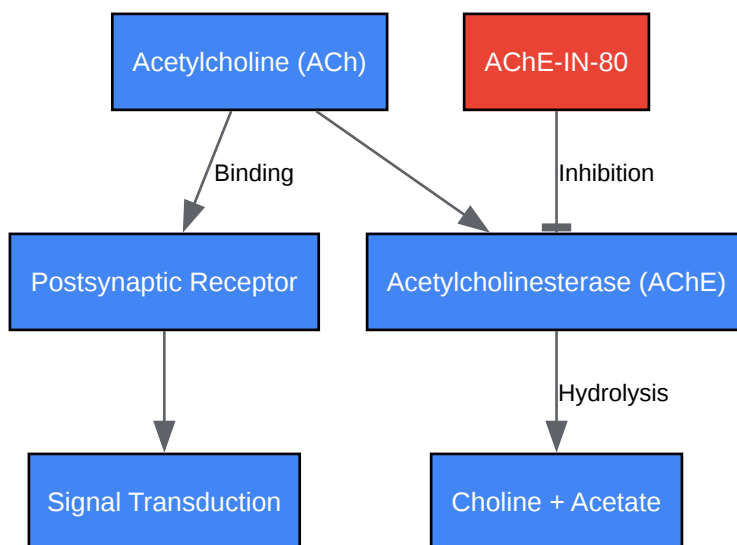 Acetylcholine (ACh)
AChE-IN-80
Binding
Inhibition
Postsynaptic Receptor
Acetylcholinesterase (AChE)
Hydrolysis
Signal Transduction
Choline + Acetate